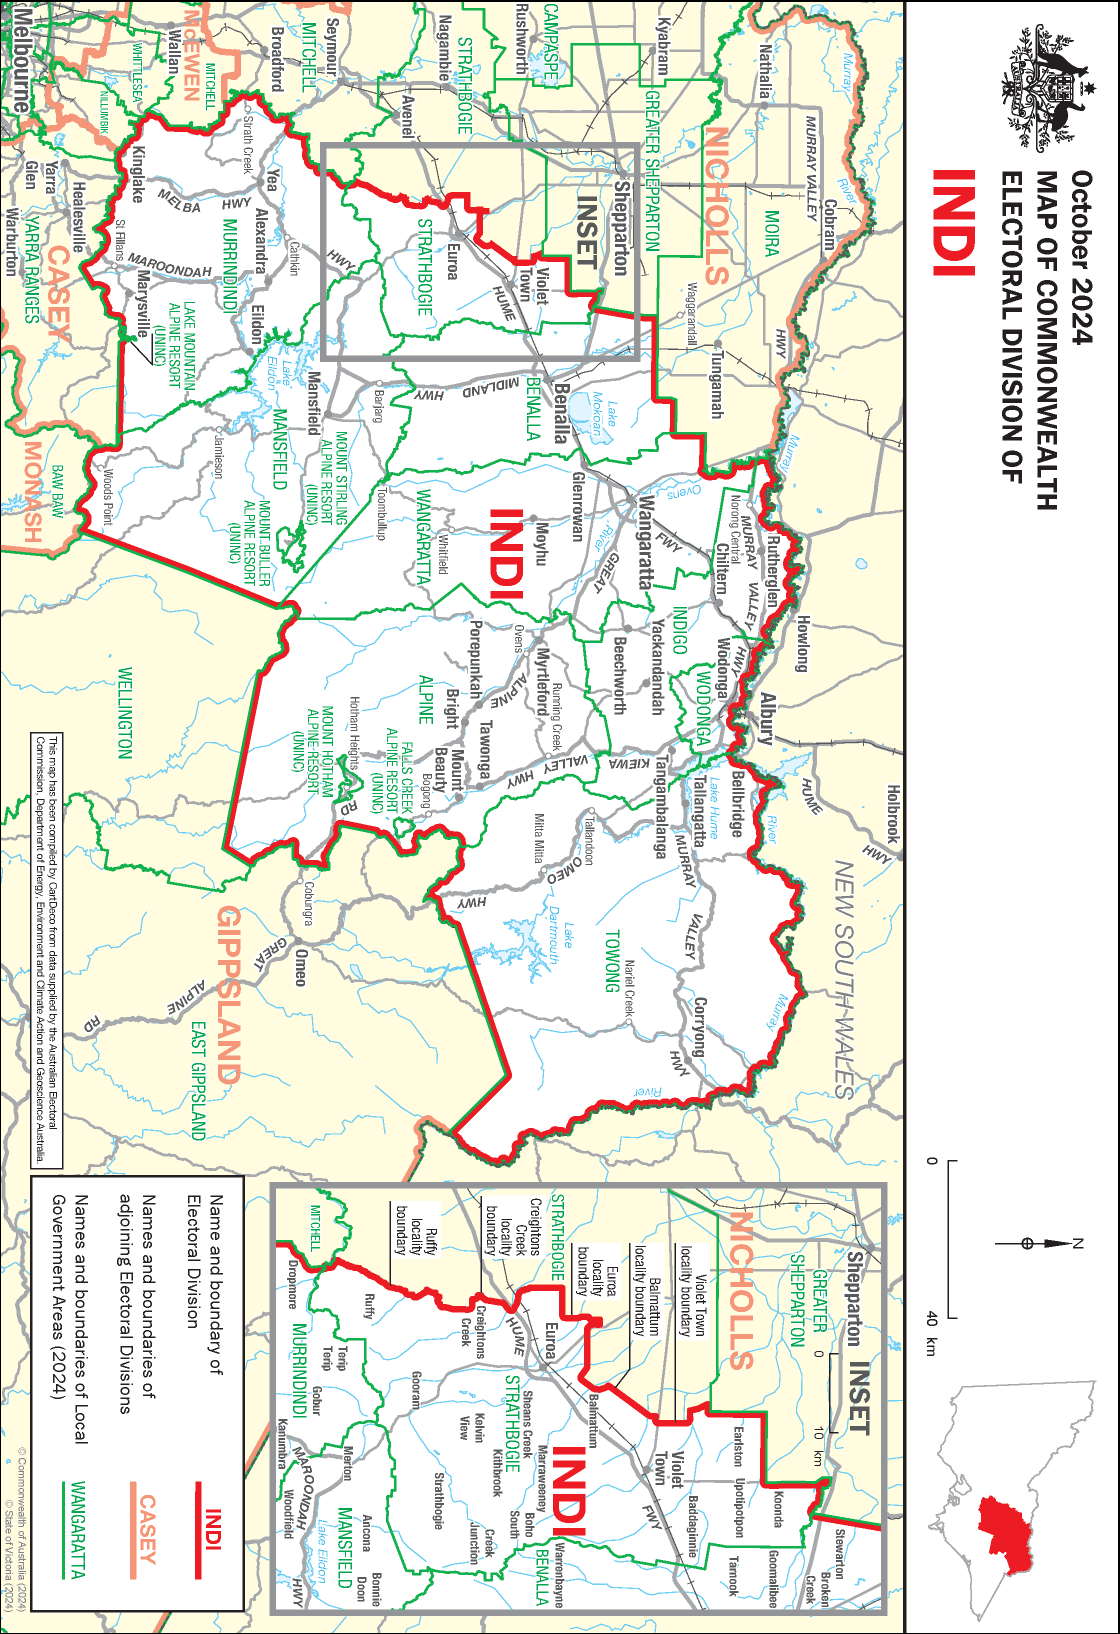 October 2024
MAP OF COMMONWEALTH
ELECTORAL DIVISION OF
INDI
N
0 40 km
NEW SOUTH WALES
Holbrook
HUME
HWY
Albury
Howlong
Murray
River
MURRAY VALLEY
HWY
Cobram
Nathalia
Kyabram
NICHOLLS
MOIRA
GREATER SHEPPARTON
Waggarandall
Tungamah
Shepparton
INSET
CAMPASPE
Rushworth
Nagambie
STRATHBOGIE
Avenel
Seymour
MITCHELL
Broadford
Wallan
McEWEN
MITCHELL
WHITTLESEA
NILLUMBIK
Melbourne
Yarra
Glen
Healesville
Warburton
YARRA RANGES
CASEY
MONASH
BAW BAW
Kinglake
Strath Creek
Yea
MELBA
HWY
MURRINDINDI
Alexandra
Cathkin
HWY
St Fillans
MAROONDAH
Marysville
LAKE MOUNTAIN
ALPINE RESORT
(UNINC)
Eildon
Lake
Eildon
Mansfield
MANSFIELD
Jamieson
Woods Point
MOUNT STIRLING
ALPINE RESORT
(UNINC)
MOUNT BULLER
ALPINE RESORT
(UNINC)
Barjarg
Toombullup
STRATHBOGIE
Euroa
Violet
Town
HUME
BENALLA
Benalla
MIDLAND
HWY
Lake
Mokoan
Glenrowan
Wangaratta
WANGARATTA
Whitfield
Moyhu
INDI
Ovens
River
FWY
GREAT
Norong Central
MURRAY VALLEY
Rutherglen
Chiltern
INDIGO
Yackandandah
Beechworth
Wodonga
HWY
WODONGA
Ovens
Myrtleford
Running Creek
ALPINE
Porepunkah
Bright
ALPINE
Tawonga
Mount
Beauty
Bogong
Hotham Heights
MOUNT HOTHAM
ALPINE RESORT
(UNINC)
FALLS CREEK
ALPINE RESORT
(UNINC)
RD
KIEWA
VALLEY
HWY
Tangambalanga
Tallangatta
Lake Hume
Bellbridge
River
Murray
Tallandoon
Mitta Mitta
OMEO
HWY
MURRAY
VALLEY
HWY
Lake
Dartmouth
TOWONG
Nariel Creek
Corryong
Murray
River
WELLINGTON
GIPPSLAND
Cobungra
Omeo
GREAT
ALPINE
RD
EAST GIPPSLAND
This map has been compiled by CartDeco from data supplied by the Australian Electoral
Commission, Department of Energy, Environment and Climate Action and Geoscience Australia.
Shepparton
INSET
0 10 km
GREATER
SHEPPARTON
NICHOLLS
Violet Town
locality boundary
Balmattum
locality boundary
Euroa
locality
boundary
STRATHBOGIE
Creightons
Creek
locality
boundary
Ruffy
locality
boundary
MITCHELL
Dropmore
Ruffy
Creightons
Creek
HUME
Euroa
Balmattum
Earlston
Upotipotpon
Koonda
Stewarton
Broken
Creek
Goomalibee
Tamook
Baddaginnie
Violet
Town
FWY
INDI
Warrenbayne
BENALLA
Marraweeney
Boho
South
Sheans Creek
STRATHBOGIE
Kithbrook
Kelvin
View
Creek
Junction
Strathbogie
Gooram
Terip
Terip
MURRINDINDI
Gobur
Kanumbra
Merton
MAROONDAH
Woodfield
Lake Eildon
HWY
MANSFIELD
Ancona
Bonnie
Doon
Name and boundary of
Electoral Division
INDI
Names and boundaries of
adjoining Electoral Divisions
CASEY
Names and boundaries of Local
Government Areas (2024)
WANGARATTA
© Commonwealth of Australia (2024)
© State of Victoria (2024)